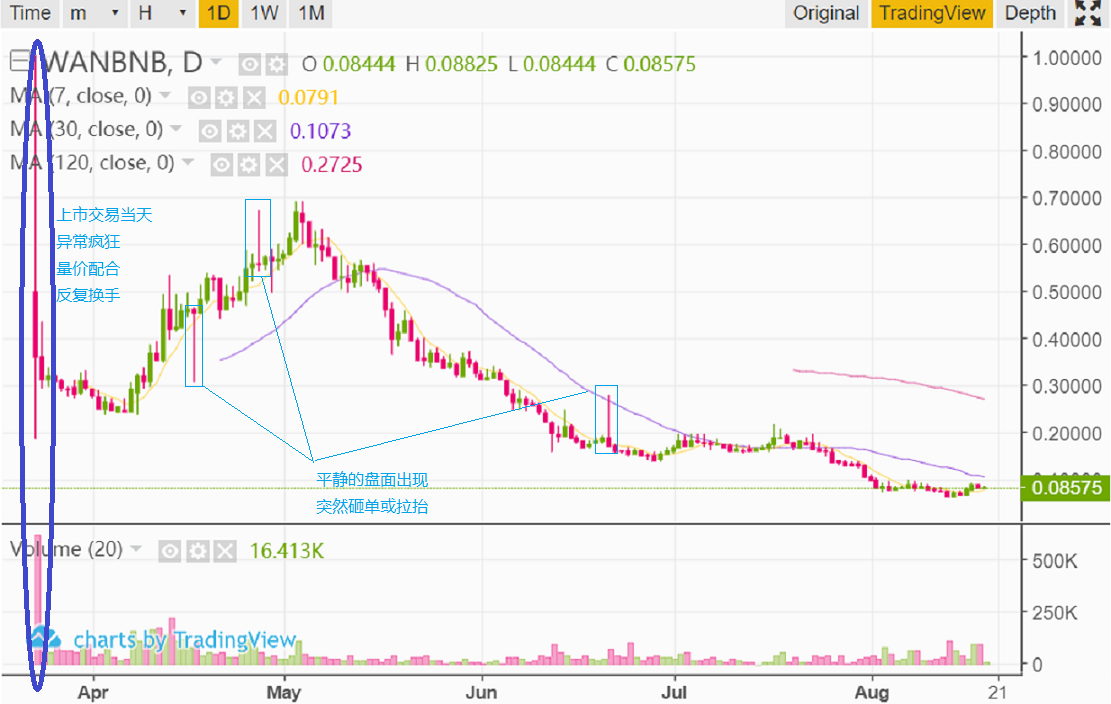 Time m H 1D 1W 1M Original TradingView Depth
WANBNB, D O 0.08444 H 0.08825 L 0.08444 C 0.08575
MA (7, close, 0) 0.0791
MA (30, close, 0) 0.1073
MA (120, close, 0) 0.2725
上市交易当天
异常疯狂
量价配合
反复换手
平静的盘面出现
突然砸单或拉抬
1.00000
0.90000
0.80000
0.70000
0.60000
0.50000
0.40000
0.30000
0.20000
0.10000
0.08575
Volume (20) 16.413K
500K
250K
0
charts by TradingView
Apr May Jun Jul Aug 21